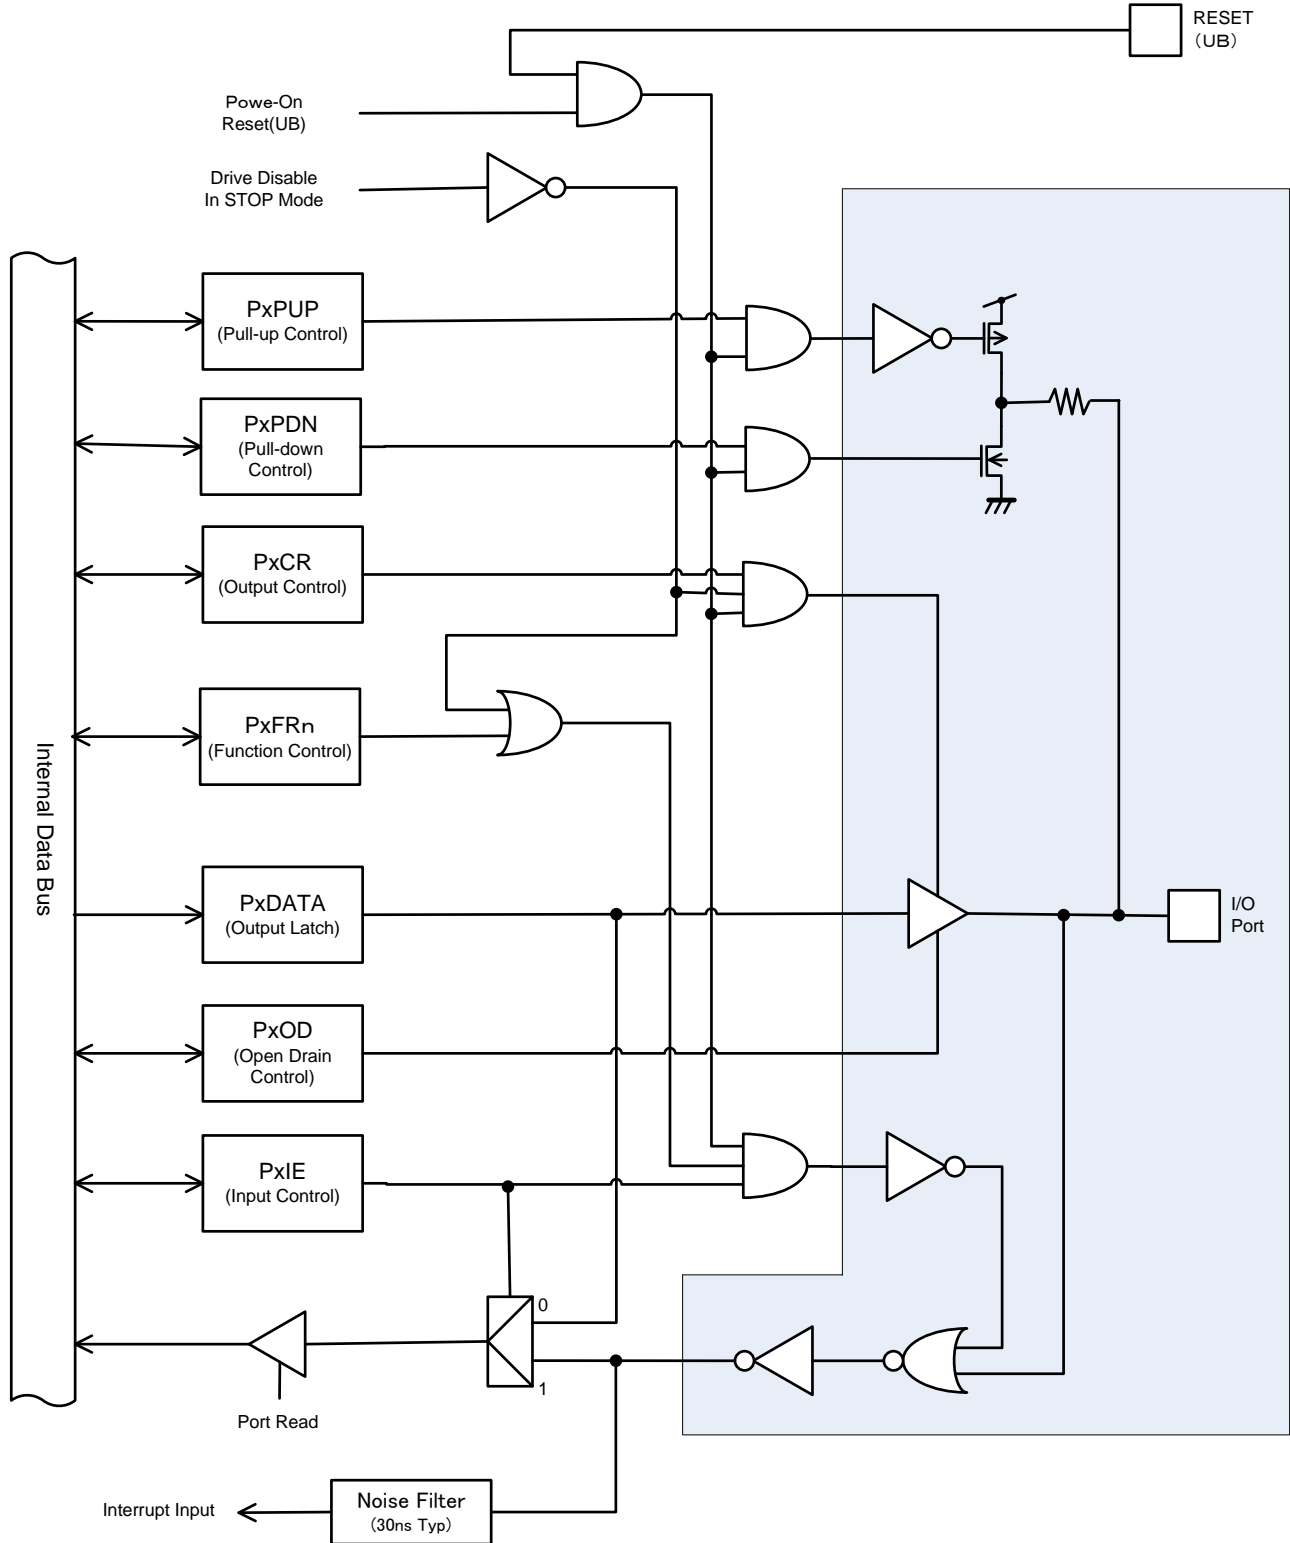 RESET
(UB)
Powe-On
Reset(UB)
Drive Disable
In STOP Mode
PxPUP
(Pull-up Control)
PxPDN
(Pull-down
Control)
PxCR
(Output Control)
PxFRn
(Function Control)
Internal Data Bus
PxDATA
(Output Latch)
I/O
Port
PxOD
(Open Drain
Control)
PxIE
(Input Control)
0
1
Port Read
Interrupt Input
Noise Filter
(30ns Typ)